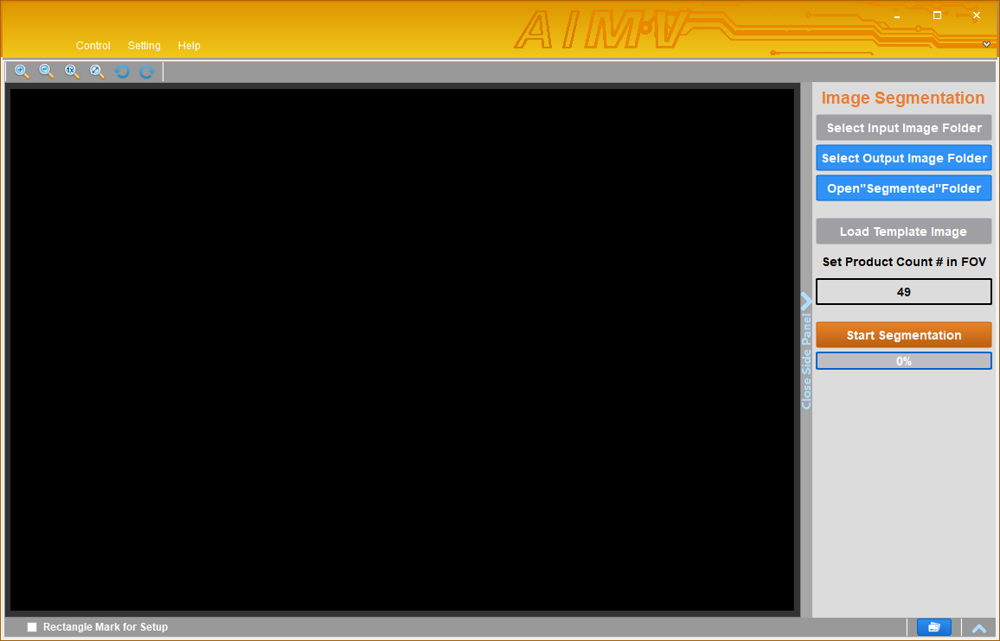 AIMV
Control Setting Help
1X
Image Segmentation
Select Input Image Folder
Select Output Image Folder
Open"Segmented"Folder
Load Template Image
Set Product Count # in FOV
49
Start Segmentation
0%
Close Side Panel
Rectangle Mark for Setup